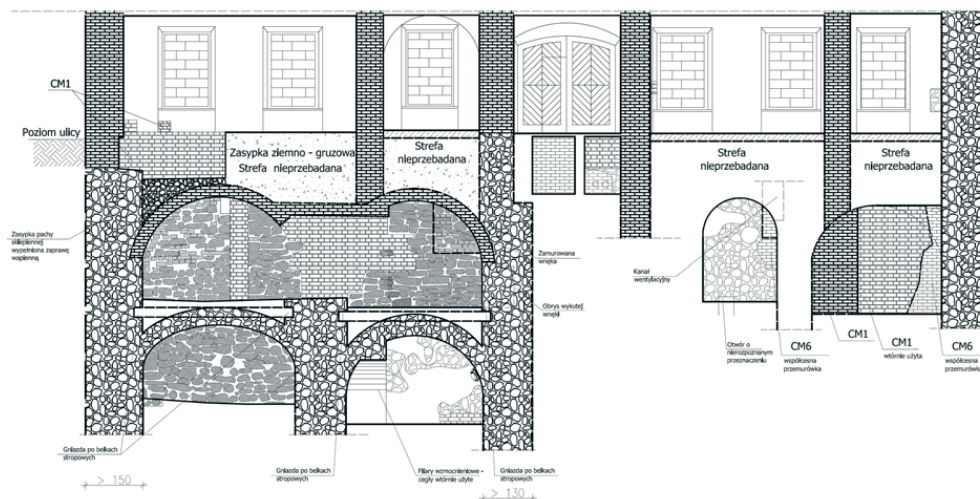 CM1
Poziom ulicy
Zasypka ziemno - gruzowa
Strefa nieprzebadana
Strefa
nieprzebadana
Strefa
nieprzebadana
Strefa
nieprzebadana
Zasypka pachy
sklepiennej
wypełniona zaprawą
wapienną
Zamurowana
wnęka
Kanał
wentylacyjny
Obrys wykutej
wnęki
Otwór o
nierozpoznanym
przeznaczeniu
CM6
współczesna
przemurówka
CM1
CM1
wtórnie użyta
CM6
współczesna
przemurówka
Gniazda po belkach
stropowych
Gniazda po belkach
stropowych
Filary wzmocnieniowe -
cegły wtórnie użyte
Gniazda po belkach
stropowych
> 150
> 130